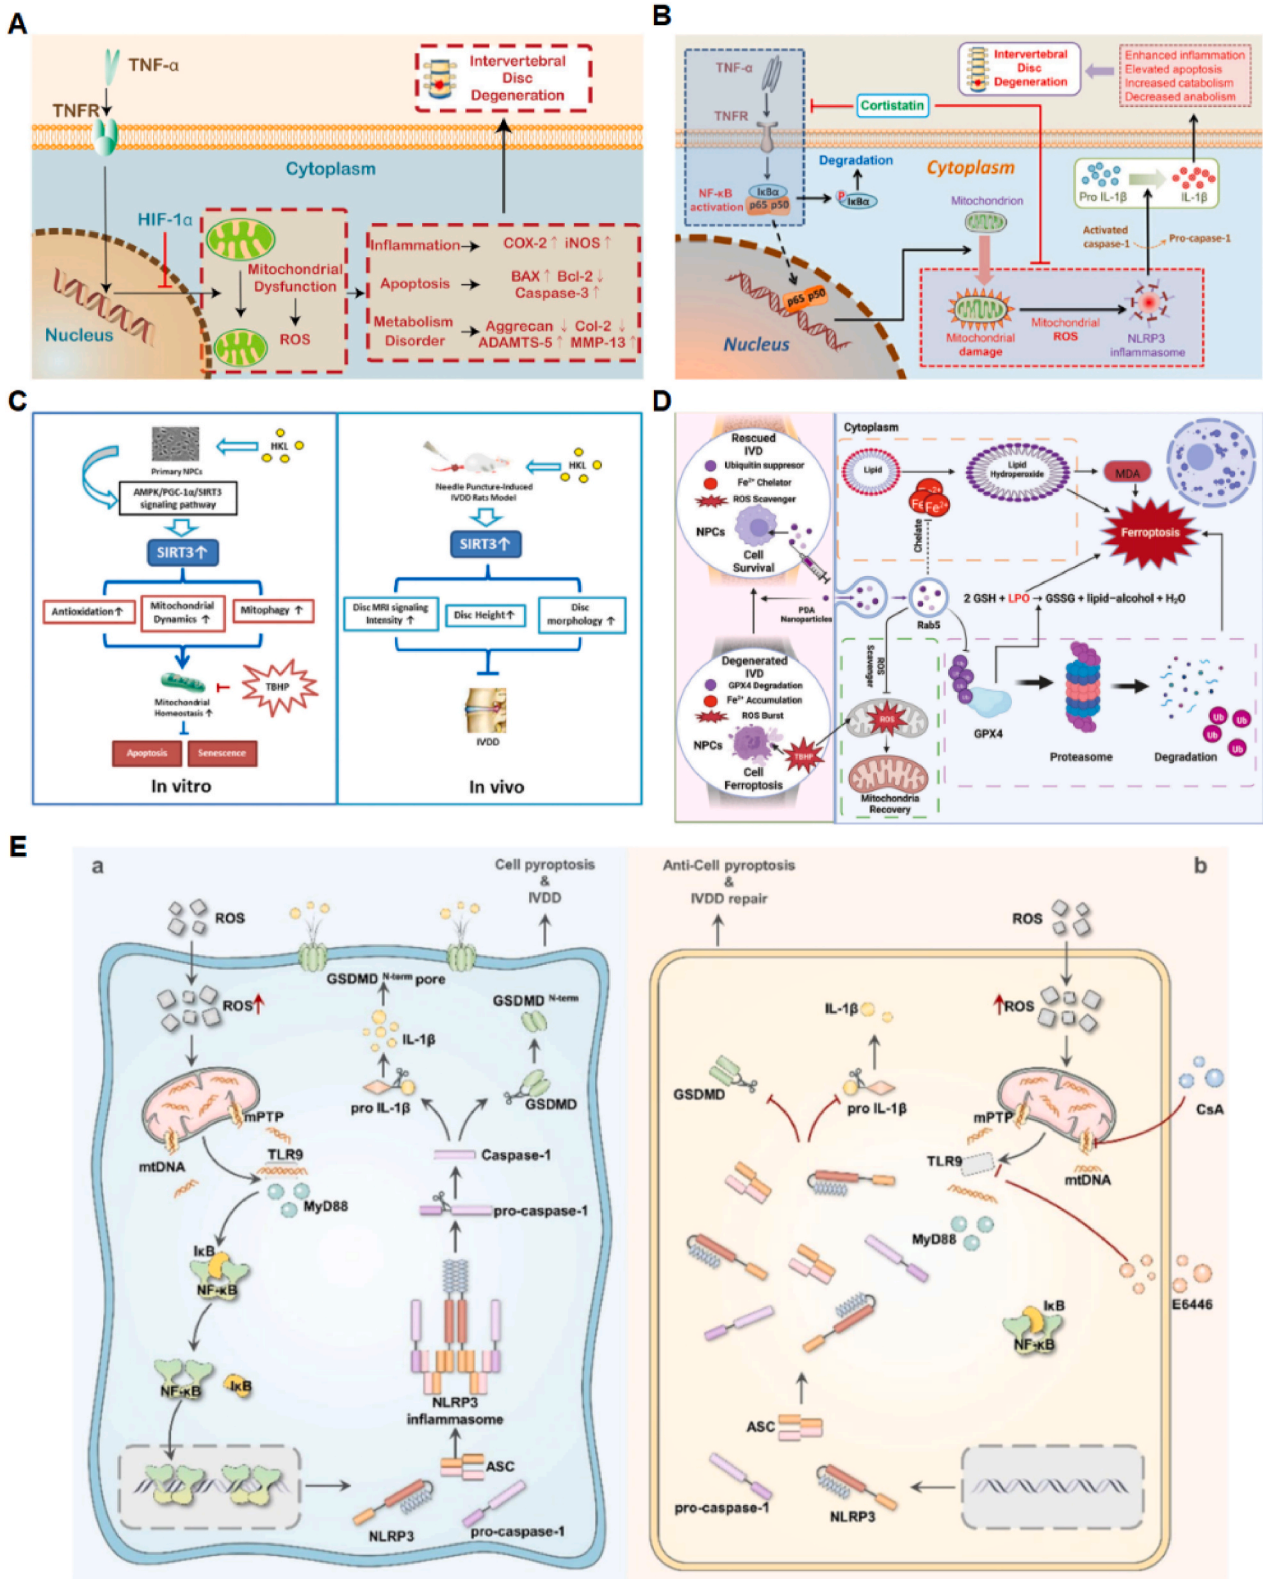 A
TNF-α
TNFR
Cytoplasm
Intervertebral
Disc
Degeneration
HIF-1α
Nucleus
Mitochondrial
Dysfunction
ROS
Inflammation
COX-2 ↑ iNOS ↑
Apoptosis
BAX ↑ Bcl-2 ↓
Caspase-3 ↑
Metabolism
Disorder
Aggrecan ↓ Col-2 ↓
ADAMTS-5 ↑ MMP-13 ↑
B
TNF-α
TNFR
NF-κB
activation
IκBα
p65 p50
Degradation
P
IκBα
Cortistatin
Cytoplasm
Intervertebral
Disc
Degeneration
Enhanced inflammation
Elevated apoptosis
Increased catabolism
Decreased anabolism
Pro IL-1β
IL-1β
Activated
caspase-1
Pro-capase-1
Mitochondrion
p65 p50
Nucleus
Mitochondrial
damage
Mitochondrial
ROS
NLRP3
inflammasome
C
Primary NPCs
HKL
AMPK/PGC-1α/SIRT3
signaling pathway
SIRT3↑
Antioxidation↑
Mitochondrial
Dynamics ↑
Mitophagy ↑
TBHP
Mitochondrial
Homeostasis ↑
Apoptosis
Senescence
In vitro
HKL
Needle Puncture-Induced
IVDD Rats Model
SIRT3↑
Disc MRI signaling
Intensity ↑
Disc Height↑
Disc
morphology ↑
IVDD
In vivo
D
Rescued
IVD
Ubiquitin suppresor
Fe²⁺ Chelator
ROS Scavenger
NPCs
Cell
Survival
PDA
Nanoparticles
Degenerated
IVD
GPX4 Degradation
Fe²⁺ Accumulation
ROS Burst
NPCs
TBHP
Cell
Ferroptosis
Cytoplasm
Lipid
Lipid
Hydroperoxide
MDA
Ferroptosis
Chelate
Rab5
2 GSH + LPO → GSSG + lipid-alcohol + H₂O
ROS
Scavenger
ROS
Mitochondria
Recovery
Ub
GPX4
Proteasome
Degradation
Ub
Ub
Ub
E
a
Cell pyroptosis
&
IVDD
ROS
GSDMD N-term pore
ROS↑
GSDMD N-term
IL-1β
pro IL-1β
GSDMD
mPTP
mtDNA
TLR9
MyD88
Caspase-1
pro-caspase-1
IκB
NF-κB
NF-κB
IκB
NLRP3
inflammasome
ASC
NLRP3
pro-caspase-1
b
Anti-Cell pyroptosis
&
IVDD repair
ROS
↑ROS
IL-1β
GSDMD
pro IL-1β
mPTP
CsA
TLR9
mtDNA
MyD88
E6446
IκB
NF-κB
ASC
pro-caspase-1
NLRP3